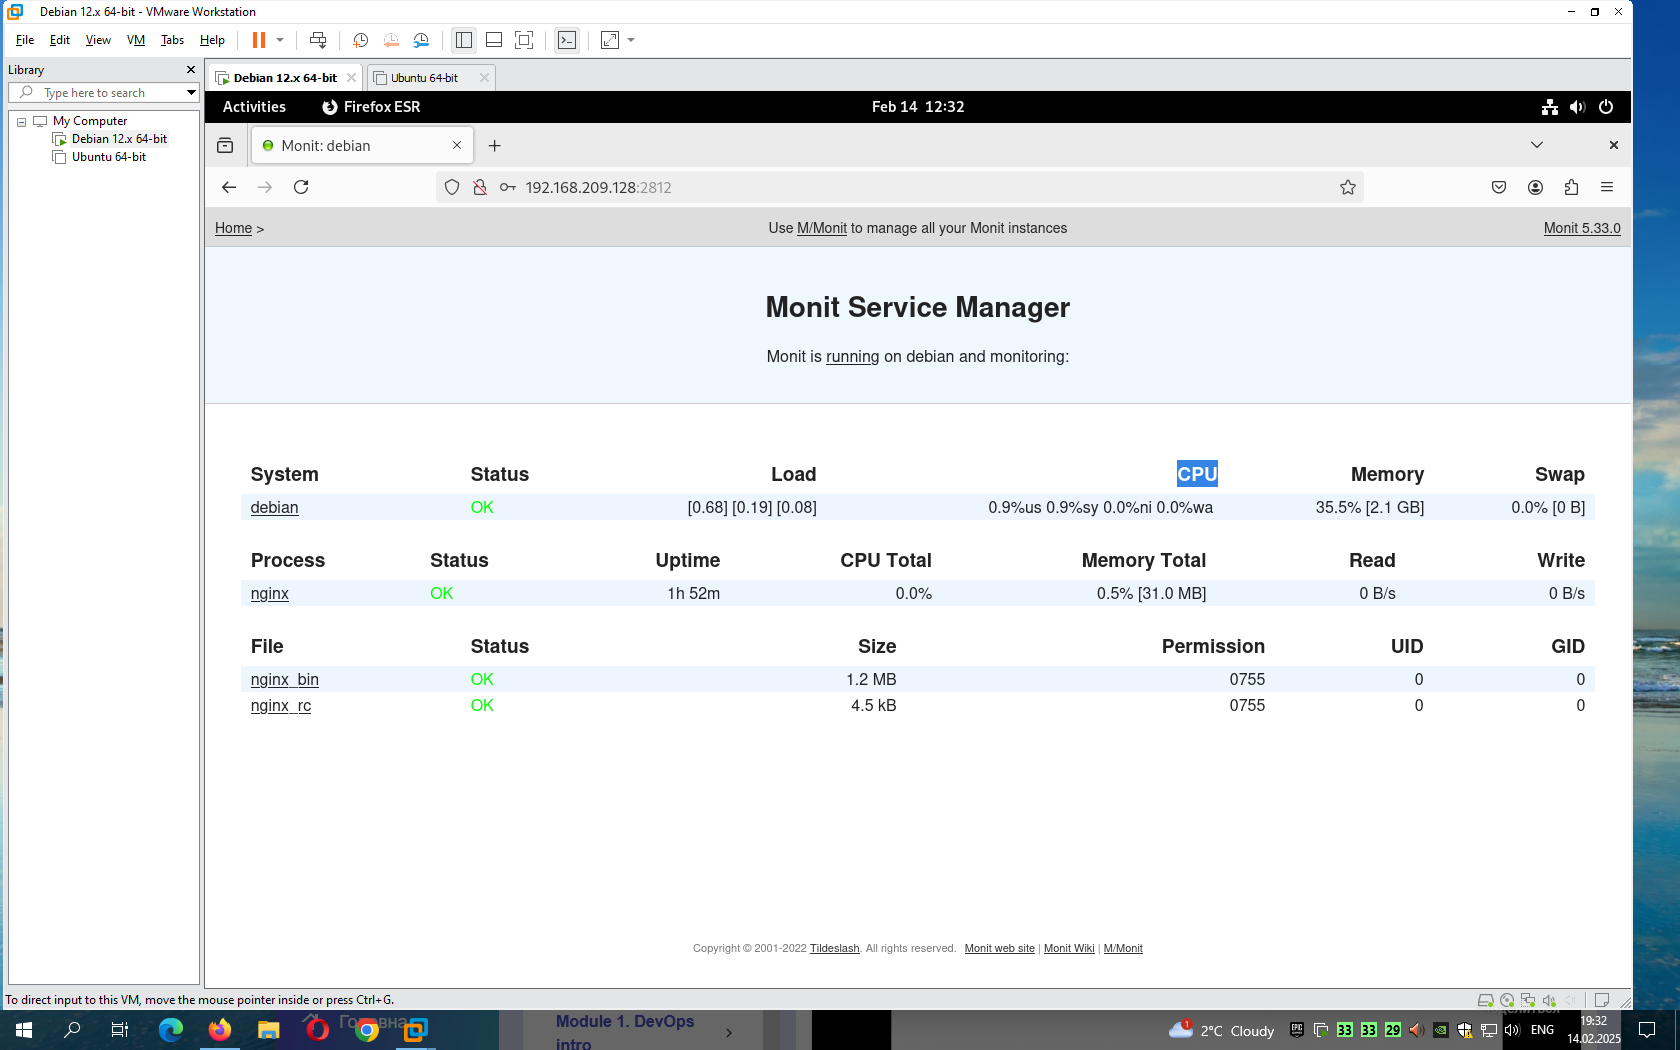 Debian 12.x 64-bit - VMware Workstation
File Edit View VM Tabs Help
Library
Type here to search
My Computer
Debian 12.x 64-bit
Ubuntu 64-bit
Debian 12.x 64-bit
Ubuntu 64-bit
Activities Firefox ESR Feb 14 12:32
Monit: debian
192.168.209.128:2812
Home > Use M/Monit to manage all your Monit instances Monit 5.33.0
Monit Service Manager
Monit is running on debian and monitoring:
System Status Load CPU Memory Swap
debian OK [0.68] [0.19] [0.08] 0.9%us 0.9%sy 0.0%ni 0.0%wa 35.5% [2.1 GB] 0.0% [0 B]
Process Status Uptime CPU Total Memory Total Read Write
nginx OK 1h 52m 0.0% 0.5% [31.0 MB] 0 B/s 0 B/s
File Status Size Permission UID GID
nginx_bin OK 1.2 MB 0755 0 0
nginx_rc OK 4.5 kB 0755 0 0
Copyright © 2001-2022 Tildeslash. All rights reserved. Monit web site | Monit Wiki | M/Monit
To direct input to this VM, move the mouse pointer inside or press Ctrl+G.
Головна
Module 1. DevOps
intro
1 2°C Cloudy 33 33 29 ENG
19:32
14.02.2025